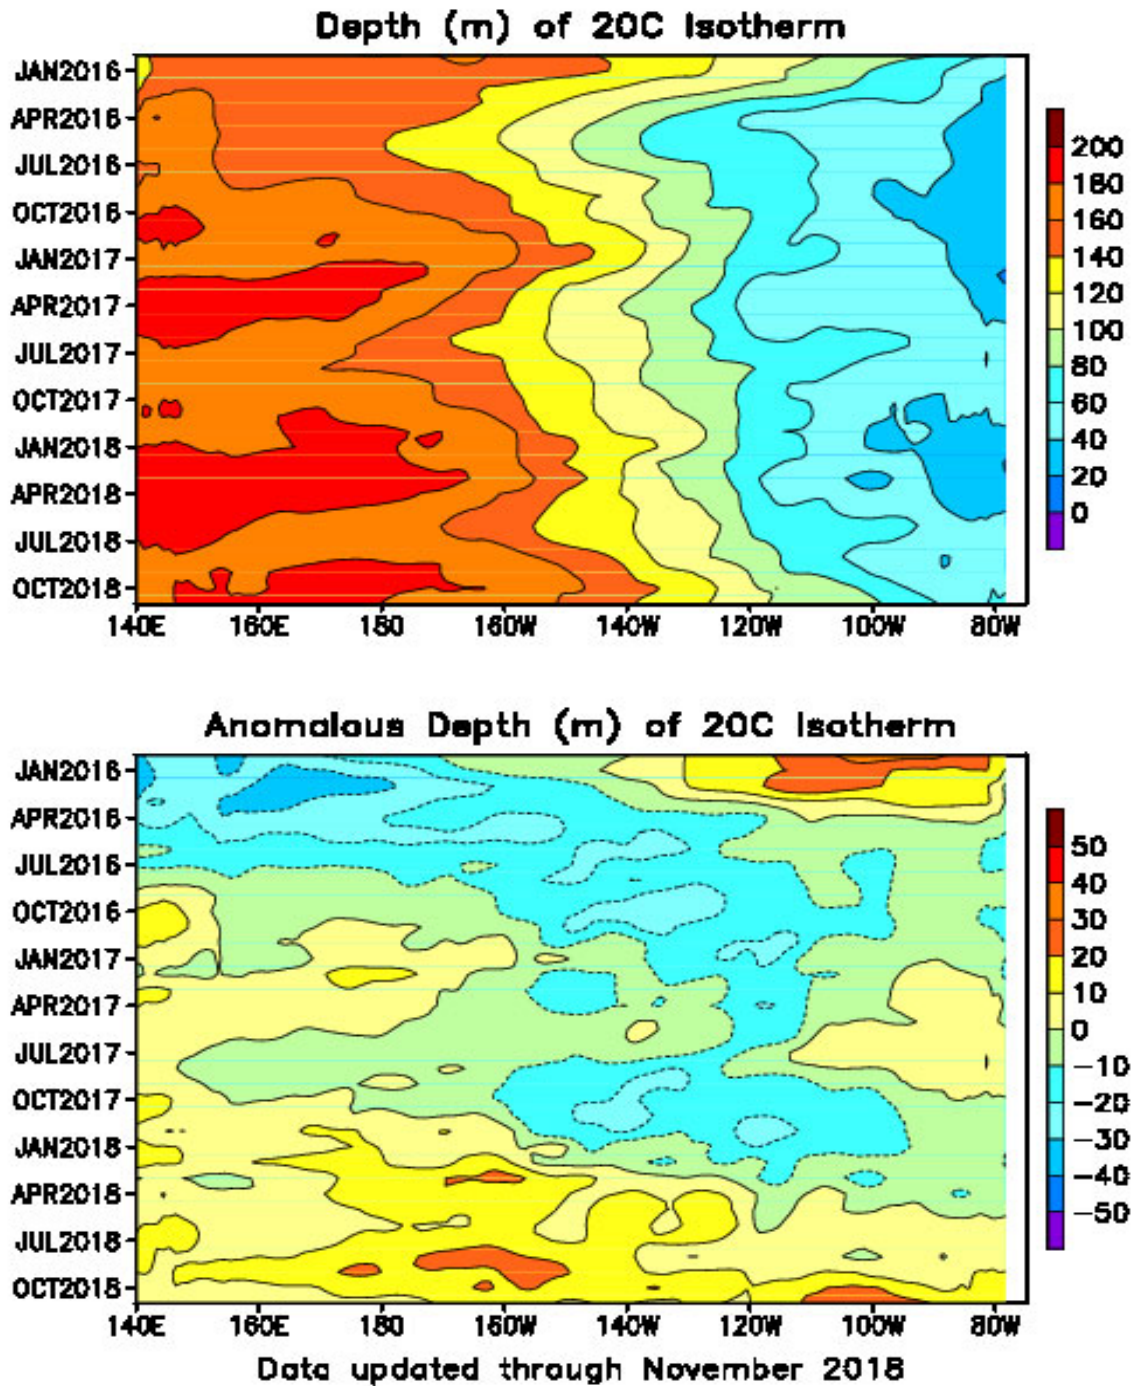 Depth (m) of 20C Isotherm
JAN2016
APR2016
JUL2016
OCT2016
JAN2017
APR2017
JUL2017
OCT2017
JAN2018
APR2018
JUL2018
OCT2018
140E 160E 180 160W 140W 120W 100W 80W
200
180
160
140
120
100
80
60
40
20
0
Anomalous Depth (m) of 20C Isotherm
JAN2016
APR2016
JUL2016
OCT2016
JAN2017
APR2017
JUL2017
OCT2017
JAN2018
APR2018
JUL2018
OCT2018
140E 160E 180 160W 140W 120W 100W 80W
50
40
30
20
10
0
-10
-20
-30
-40
-50
Data updated through November 2018